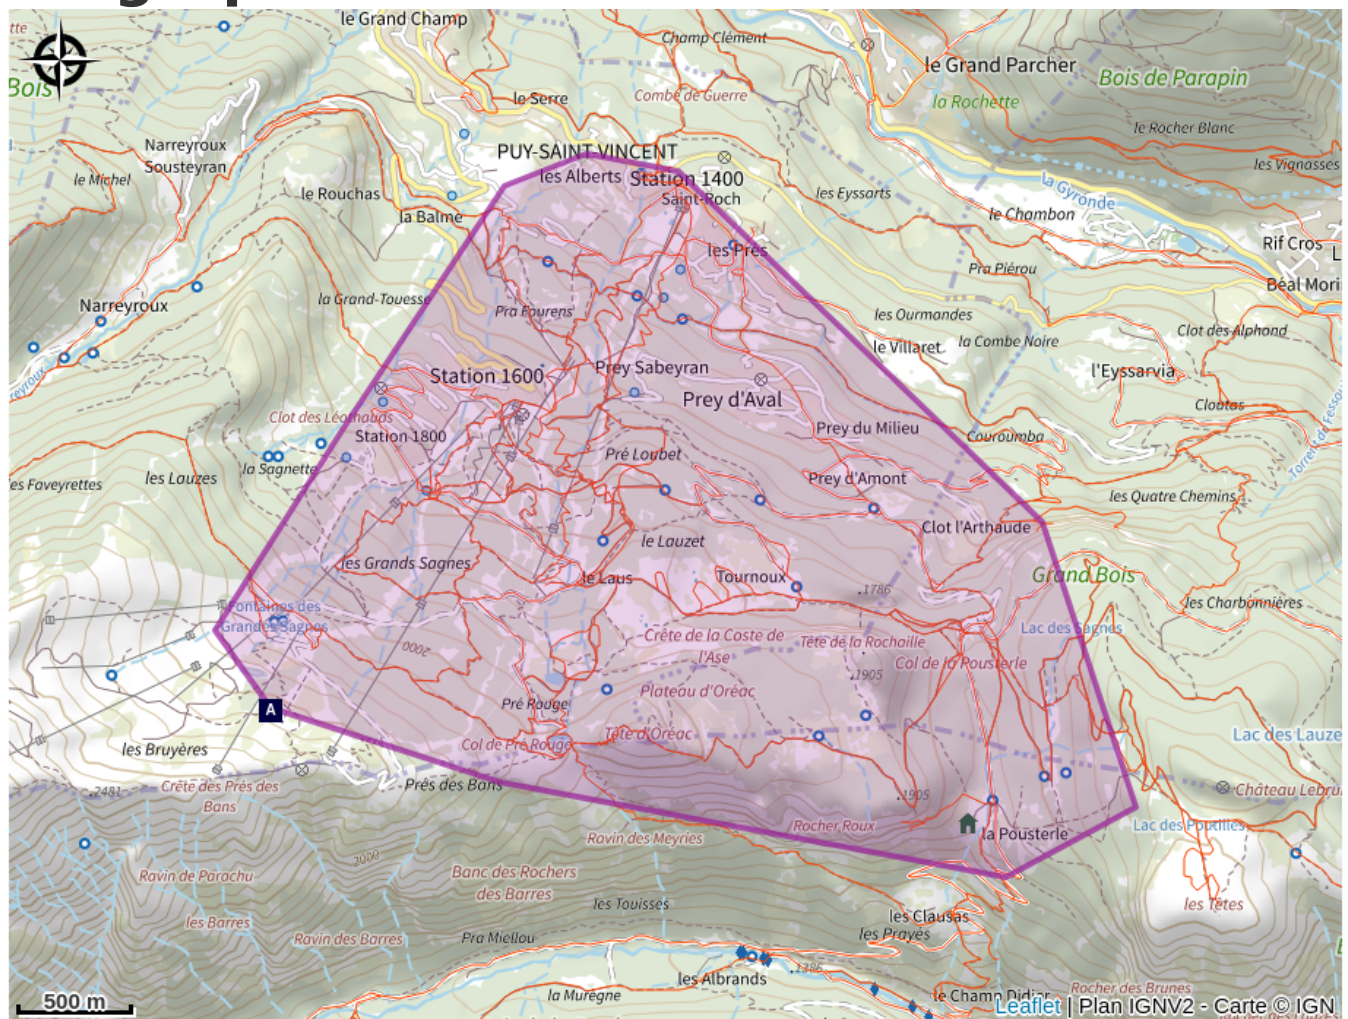 le Grand Champ
Champ Clément
le Grand Parcher
Bois de Parapin
Bois
la Rochette
Combe de Guerre
le Serre
le Rocher Blanc
Narreyroux
Sousteyran
PUY-SAINT VINCENT
les Vignasses
le Michel
les Alberts
Station 1400
la Gyronde
le Rouchas
Saint-Roch
les Eyssarts
la Balme
le Chambon
Rif Cros
les Prés
Pra Piérou
Béal Mori
Narreyroux
la Grand-Touesse
Pra Fourens
les Ourmandes
Clot des Alphand
le Villaret
la Combe Noire
Station 1600
Prey Sabeyran
l'Eyssarvia
Prey d'Aval
Cloutas
Clot des Léothauds
Station 1800
Prey du Milieu
Couroumba
Pré Loubet
la Sagnette
les Lauzes
es Faveyrettes
Prey d'Amont
les Quatre Chemins
Clot l'Arthaude
le Lauzet
les Grands Sagnes
le Laus
Tournoux
Grand Bois
.1786
les Charbonnières
Fontaines des
Grandes Sagnes
Lac des Sagnes
Crête de la Coste de
l'Ase
Tête de la Rochaille
2000
Col de la Pousterle
.1905
Plateau d'Oréac
Pré Rouge
A
Tête d'Oréac
Col de Pré Rouge
Lac des Lauze
les Bruyères
Crête des Prés des
Bans
Prés des Bans
.2481
.1905
Château Lebru
Rocher Roux
la Pousterle
Lac des Poutilles
Ravin des Meyries
2000
Ravin de Parachu
Banc des Rochers
des Barres
les Touisses
les Têtes
les Barres
les Clausas
les Prayes
Ravin des Barres
Pra Miellou
.1386
les Albrands
la Muregne
le Champ Didier
Rocher des Brunes
500 m
Leaflet | Plan IGNV2 - Carte © IGN